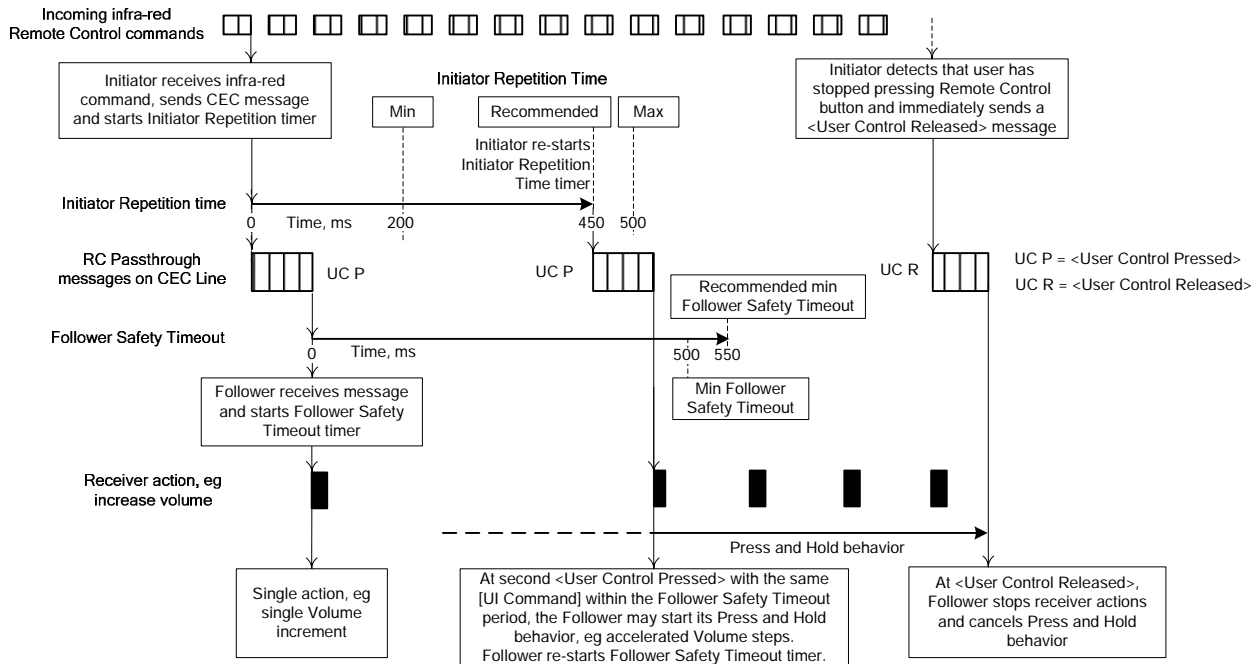 Incoming infra-red
Remote Control commands
Initiator receives infra-red
command, sends CEC message
and starts Initiator Repetition timer
Initiator Repetition Time
Min
Recommended
Max
Initiator re-starts
Initiator Repetition
Time timer
Initiator detects that user has
stopped pressing Remote Control
button and immediately sends a
<User Control Released> message
Initiator Repetition time
0
Time, ms
200
450
500
RC Passthrough
messages on CEC Line
UC P
UC P
UC R
UC P = <User Control Pressed>
UC R = <User Control Released>
Recommended min
Follower Safety Timeout
Follower Safety Timeout
0
Time, ms
500
550
Min Follower
Safety Timeout
Follower receives message
and starts Follower Safety
Timeout timer
Receiver action, eg
increase volume
Press and Hold behavior
Single action, eg
single Volume
increment
At second <User Control Pressed> with the same
[UI Command] within the Follower Safety Timeout
period, the Follower may start its Press and Hold
behavior, eg accelerated Volume steps.
Follower re-starts Follower Safety Timeout timer.
At <User Control Released>,
Follower stops receiver actions
and cancels Press and Hold
behavior